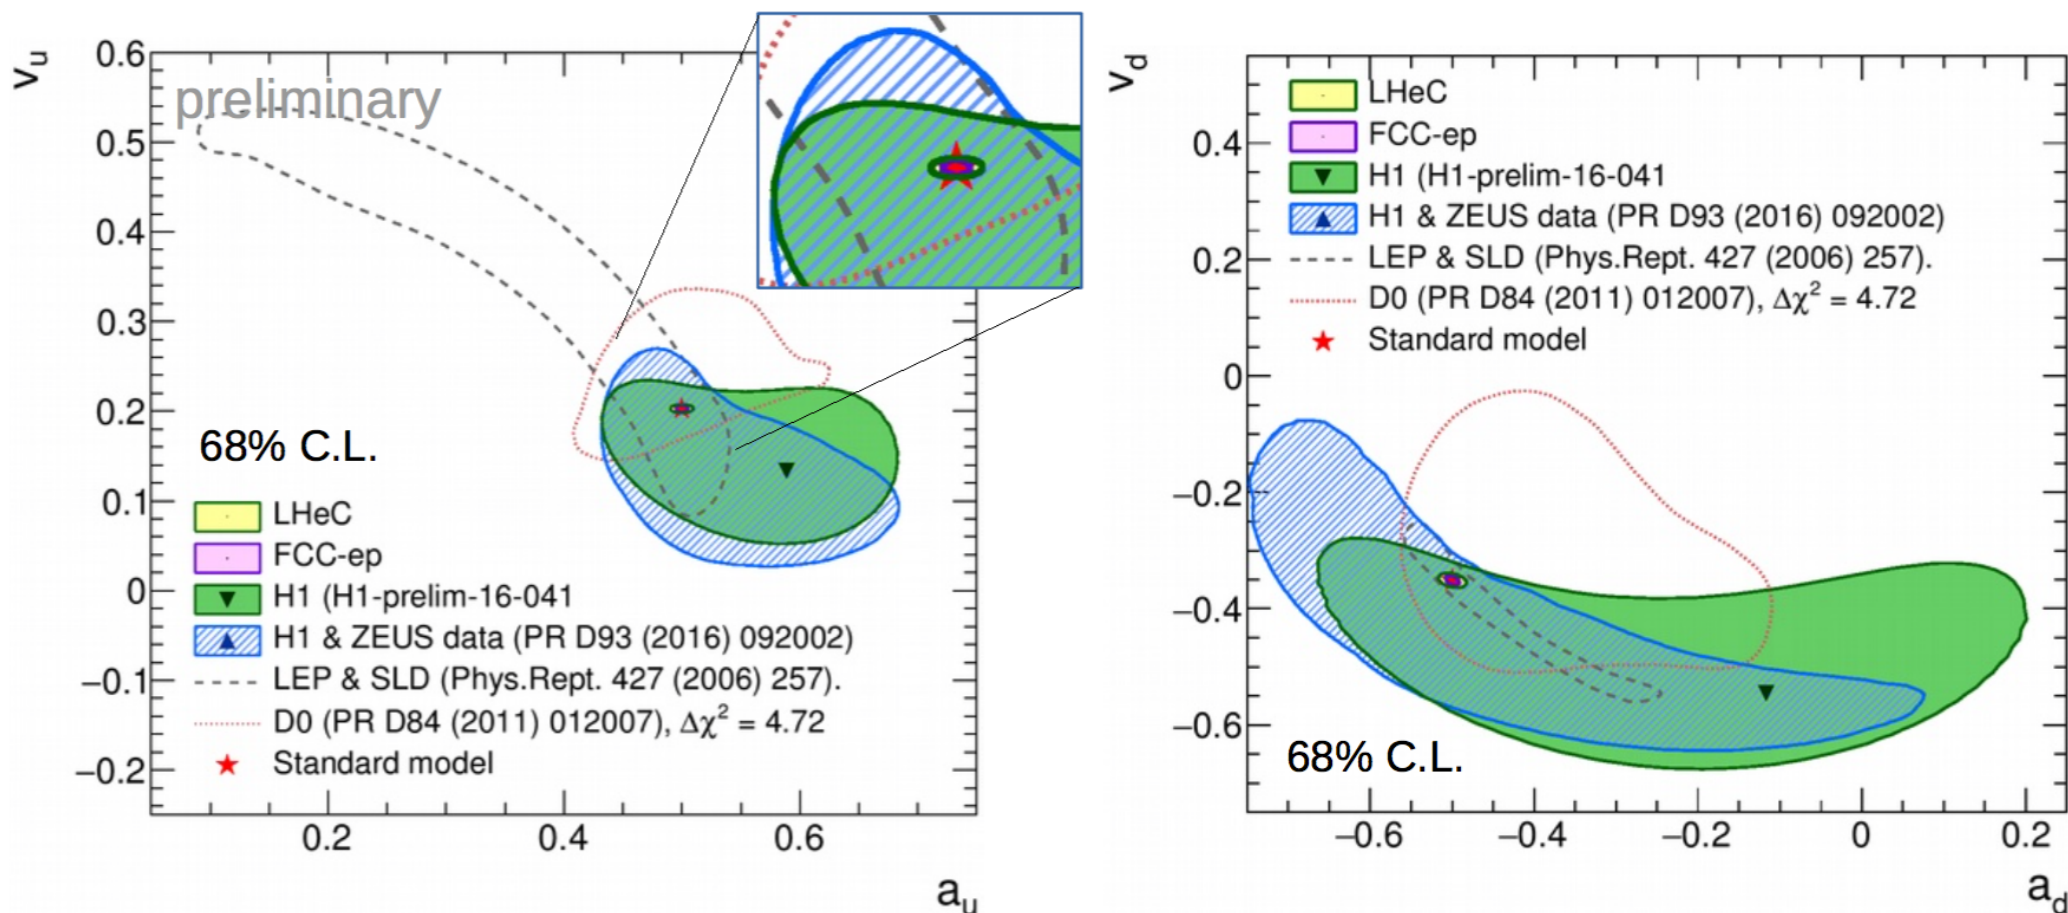 v_u
0.6
preliminary
0.5
0.4
0.3
0.2
68% C.L.
0.1
LHeC
FCC-ep
0
H1 (H1-prelim-16-041
H1 & ZEUS data (PR D93 (2016) 092002)
−0.1
LEP & SLD (Phys.Rept. 427 (2006) 257).
D0 (PR D84 (2011) 012007), Δχ² = 4.72
−0.2
Standard model
0.2 0.4 0.6
a_u
v_d
LHeC
0.4
FCC-ep
H1 (H1-prelim-16-041
H1 & ZEUS data (PR D93 (2016) 092002)
0.2
LEP & SLD (Phys.Rept. 427 (2006) 257).
D0 (PR D84 (2011) 012007), Δχ² = 4.72
Standard model
0
−0.2
−0.4
−0.6
68% C.L.
−0.6 −0.4 −0.2 0 0.2
a_d